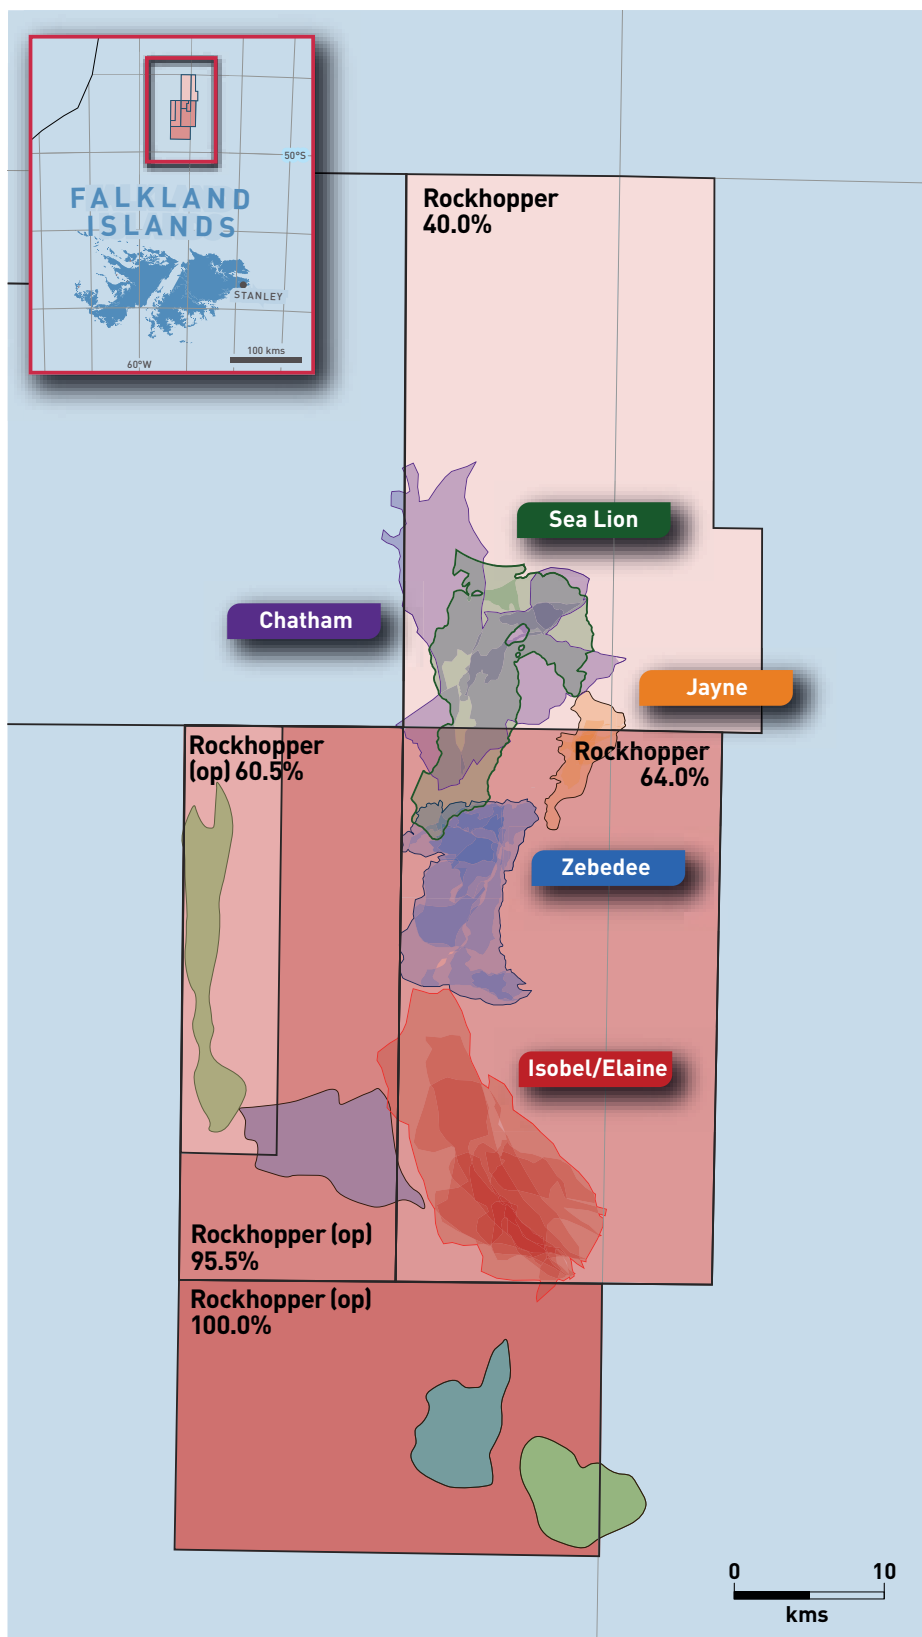 50°S
FALKLAND
ISLANDS
STANLEY
100 kms
60°W
Rockhopper
40.0%
Sea Lion
Chatham
Jayne
Rockhopper
(op) 60.5%
Rockhopper
64.0%
Zebedee
Isobel/Elaine
Rockhopper (op)
95.5%
Rockhopper (op)
100.0%
0 10
kms